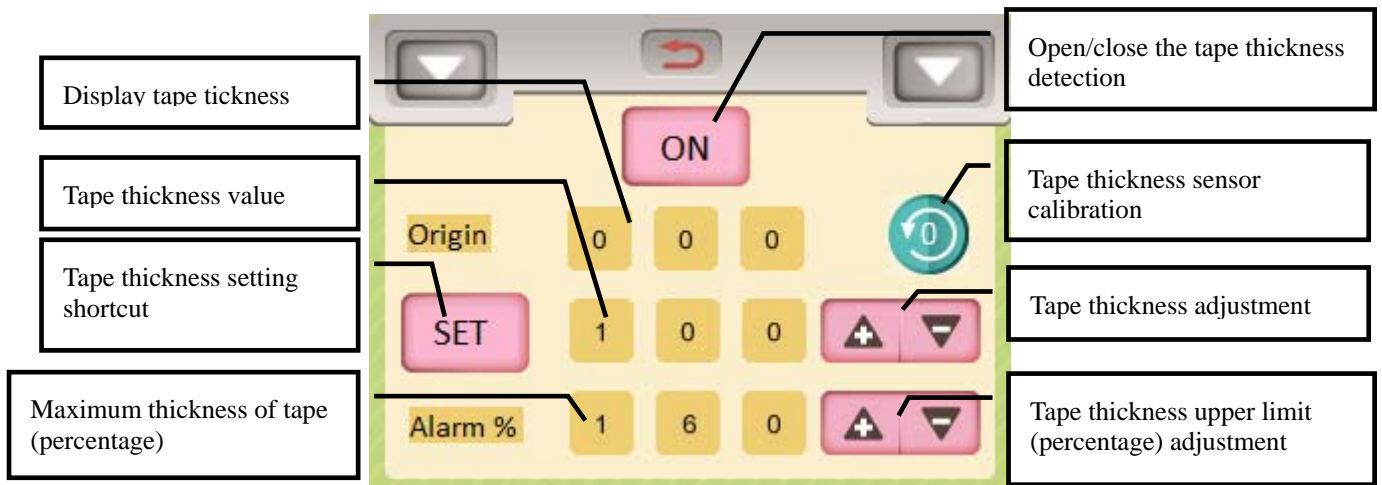 Display tape tickness
Tape thickness value
Tape thickness setting
shortcut
Maximum thickness of tape
(percentage)
ON
Origin 0 0 0 0
SET 1 0 0
Alarm % 1 6 0
Open/close the tape thickness
detection
Tape thickness sensor
calibration
Tape thickness adjustment
Tape thickness upper limit
(percentage) adjustment